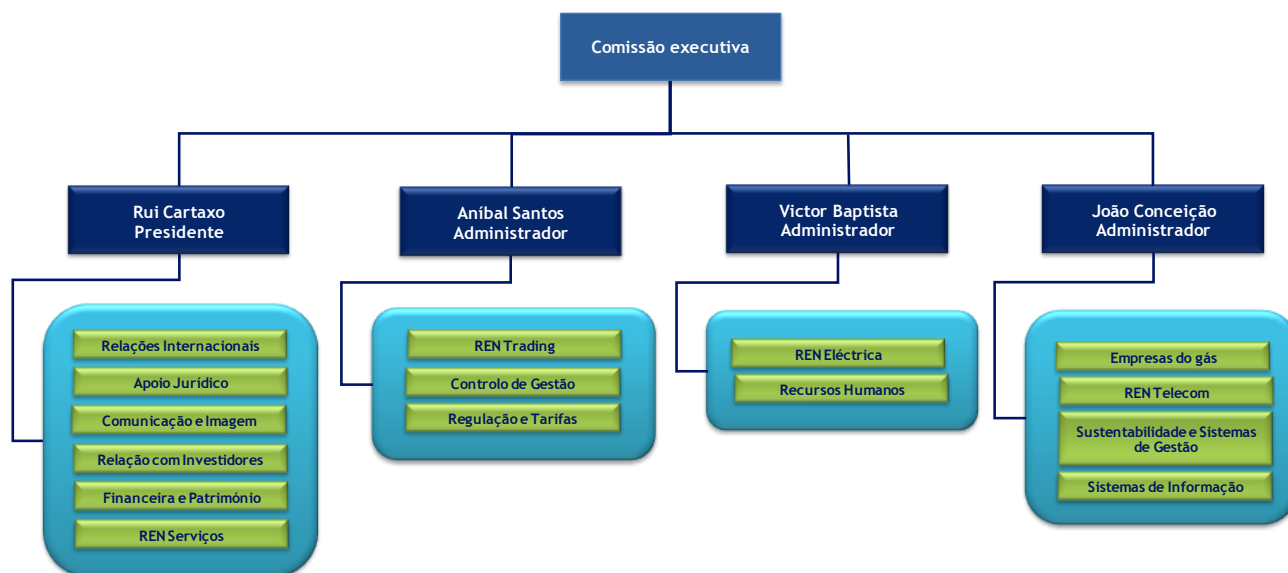 Comissão executiva
Rui Cartaxo
Presidente
Aníbal Santos
Administrador
Victor Baptista
Administrador
João Conceição
Administrador
Relações Internacionais
Apoio Jurídico
Comunicação e Imagem
Relação com Investidores
Financeira e Património
REN Serviços
REN Trading
Controlo de Gestão
Regulação e Tarifas
REN Eléctrica
Recursos Humanos
Empresas do gás
REN Telecom
Sustentabilidade e Sistemas
de Gestão
Sistemas de Informação